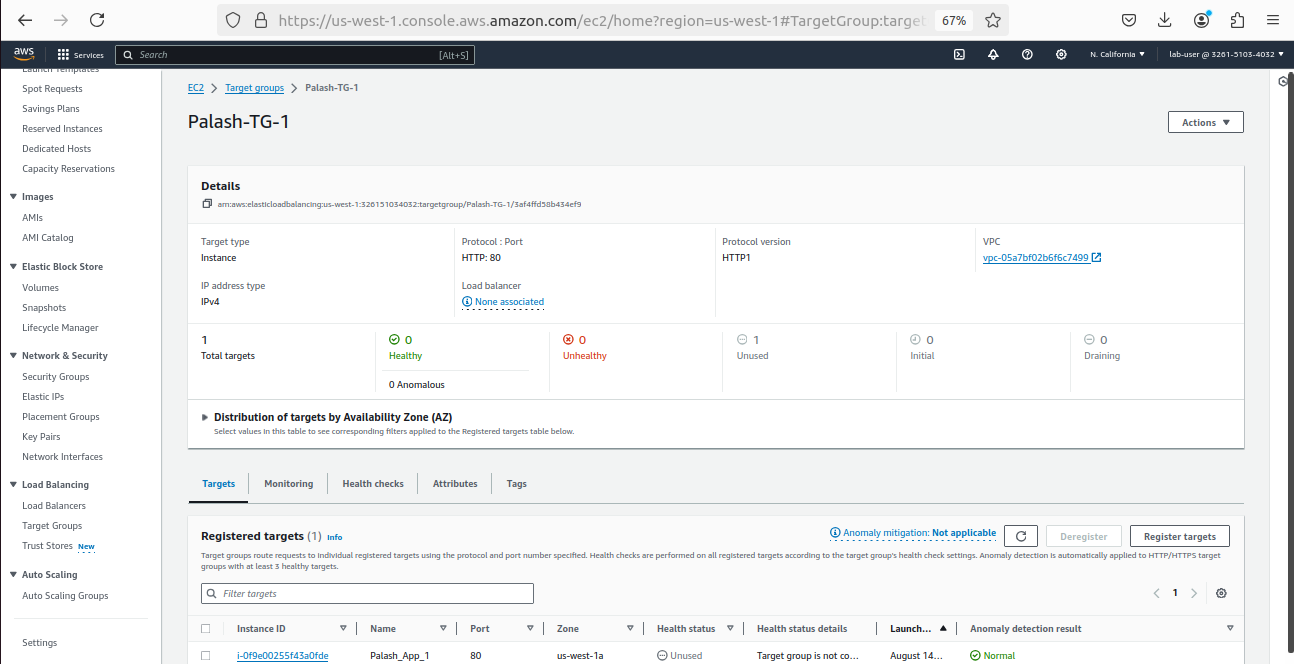 https://us-west-1.console.aws.amazon.com/ec2/home?region=us-west-1#TargetGroup:target 67%
aws Services Search [Alt+S] N. California lab-user @ 3261-5103-4032
Launch Templates
Spot Requests
Savings Plans
Reserved Instances
Dedicated Hosts
Capacity Reservations
Images
AMIs
AMI Catalog
Elastic Block Store
Volumes
Snapshots
Lifecycle Manager
Network & Security
Security Groups
Elastic IPs
Placement Groups
Key Pairs
Network Interfaces
Load Balancing
Load Balancers
Target Groups
Trust Stores New
Auto Scaling
Auto Scaling Groups
Settings
EC2 Target groups Palash-TG-1
Palash-TG-1
Actions
Details
arn:aws:elasticloadbalancing:us-west-1:326151034032:targetgroup/Palash-TG-1/3af4ffd58b434ef9
Target type
Instance
Protocol : Port
HTTP: 80
Protocol version
HTTP1
VPC
vpc-05a7bf02b6f6c7499
IP address type
IPv4
Load balancer
None associated
1
Total targets
0
Healthy
0 Anomalous
0
Unhealthy
1
Unused
0
Initial
0
Draining
Distribution of targets by Availability Zone (AZ)
Select values in this table to see corresponding filters applied to the Registered targets table below.
Targets Monitoring Health checks Attributes Tags
Registered targets (1) Info
Anomaly mitigation: Not applicable
Deregister
Register targets
Target groups route requests to individual registered targets using the protocol and port number specified. Health checks are performed on all registered targets according to the target group's health check settings. Anomaly detection is automatically applied to HTTP/HTTPS target
groups with at least 3 healthy targets.
Filter targets
1
Instance ID Name Port Zone Health status Health status details Launch... Anomaly detection result
i-0f9e00255f43a0fde Palash_App_1 80 us-west-1a Unused Target group is not co... August 14... Normal